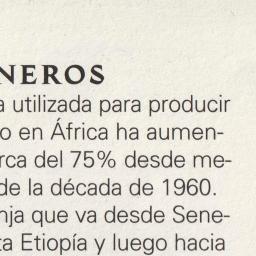 NEROS
a utilizada para producir
o en África ha aumen-
rca del 75% desde me-
de la década de 1960.
nja que va desde Sene-
ta Etiopía y luego hacia